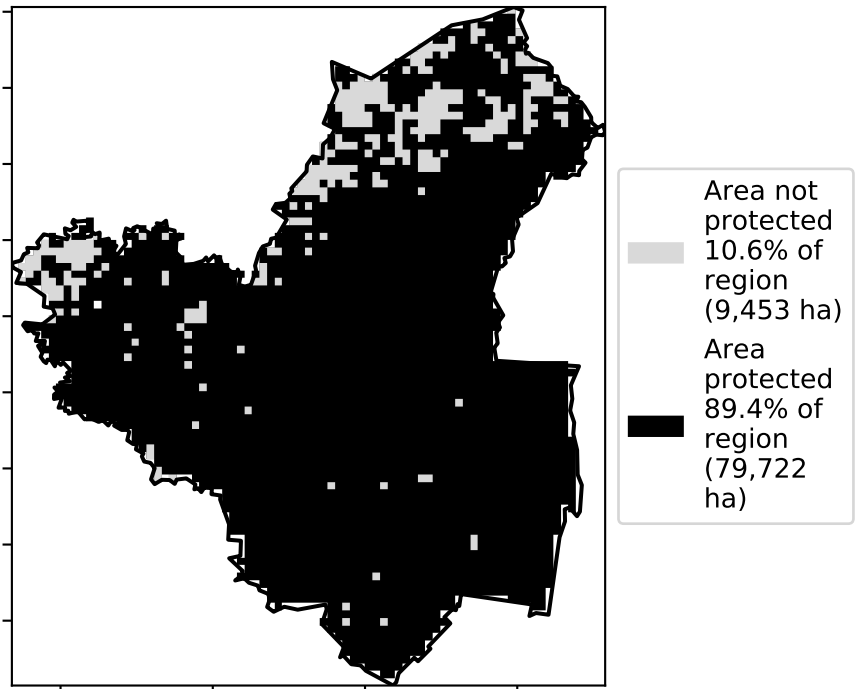 Area not
protected
10.6% of
region
(9,453 ha)
Area
protected
89.4% of
region
(79,722
ha)